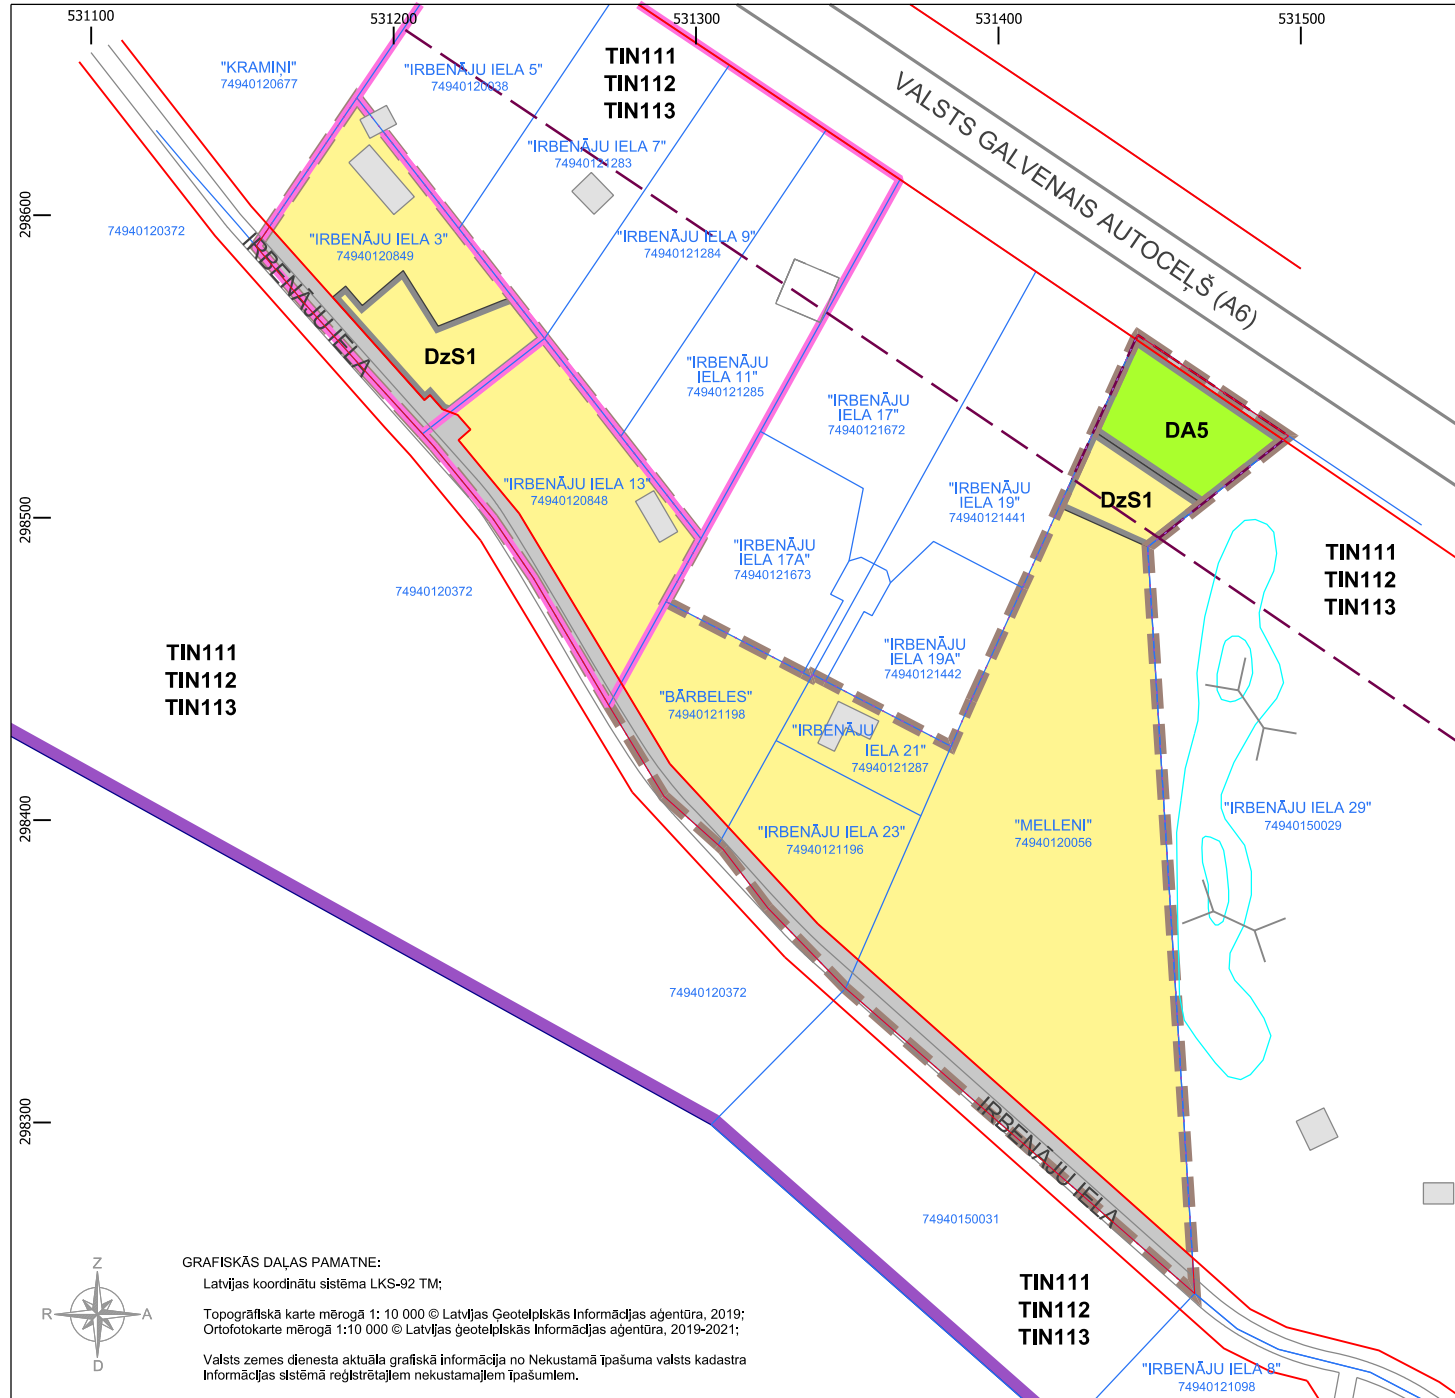 531100
531200
531300
531400
531500
"KRAMIŅI"
74940120677
"IRBENĀJU IELA 5"
74940120038
TIN111
TIN112
TIN113
VALSTS GALVENAIS AUTOCEĻŠ (A6)
"IRBENĀJU IELA 7"
74940121283
298600
74940120372
"IRBENĀJU IELA 3"
74940120849
"IRBENĀJU IELA 9"
74940121284
IRBENĀJU IELA
DzS1
"IRBENĀJU
IELA 11"
74940121285
"IRBENĀJU
IELA 17"
74940121672
DA5
"IRBENĀJU IELA 13"
74940120848
"IRBENĀJU
IELA 19"
74940121441
DzS1
298500
"IRBENĀJU
IELA 17A"
74940121673
TIN111
TIN112
TIN113
74940120372
TIN111
TIN112
TIN113
"IRBENĀJU
IELA 19A"
74940121442
"BĀRBELES"
74940121198
"IRBENĀJU
IELA 21"
74940121287
298400
"IRBENĀJU IELA 23"
74940121196
"MELLENI"
74940120056
"IRBENĀJU IELA 29"
74940150029
74940120372
298300
IRBENĀJU IELA
74940150031
TIN111
TIN112
TIN113
"IRBENĀJU IELA 8"
74940121098
Z
R
A
D
GRAFISKĀS DAĻAS PAMATNE:
Latvijas koordinātu sistēma LKS-92 TM;
Topogrāfiskā karte mērogā 1: 10 000 © Latvijas Ģeotelpiskās Informācijas aģentūra, 2019;
Ortofotokarte mērogā 1:10 000 © Latvijas ģeotelpiskās Informācijas aģentūra, 2019-2021;
Valsts zemes dienesta aktuāla grafiskā informācija no Nekustamā īpašuma valsts kadastra
Informācijas sistēmā reģistrētajiem nekustamajiem īpašumiem.